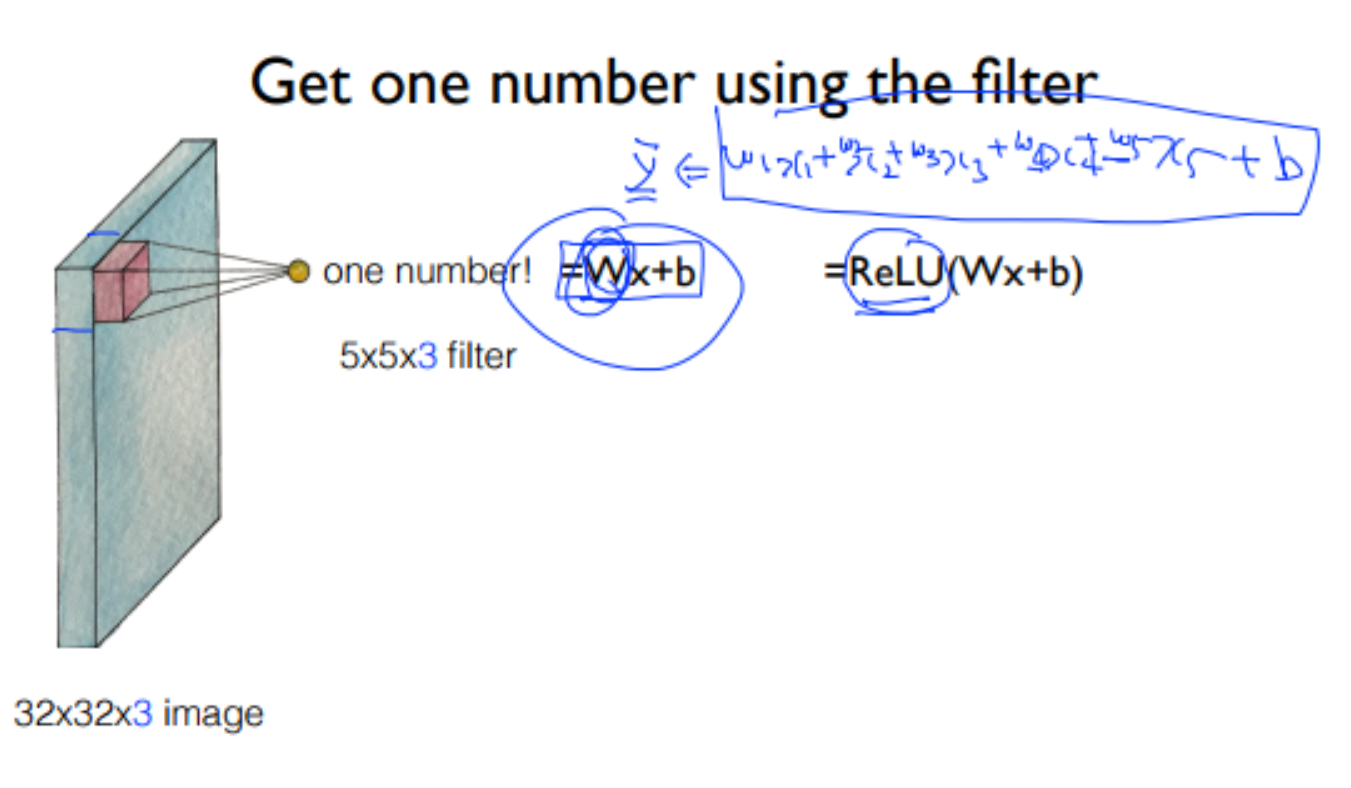 Get one number using the filter
y ⇐ w₁x₁+w₂x₂+w₃x₃+w₄x₄+w₅x₅+b
one number! =Wx+b =ReLU(Wx+b)
5x5x3 filter
32x32x3 image